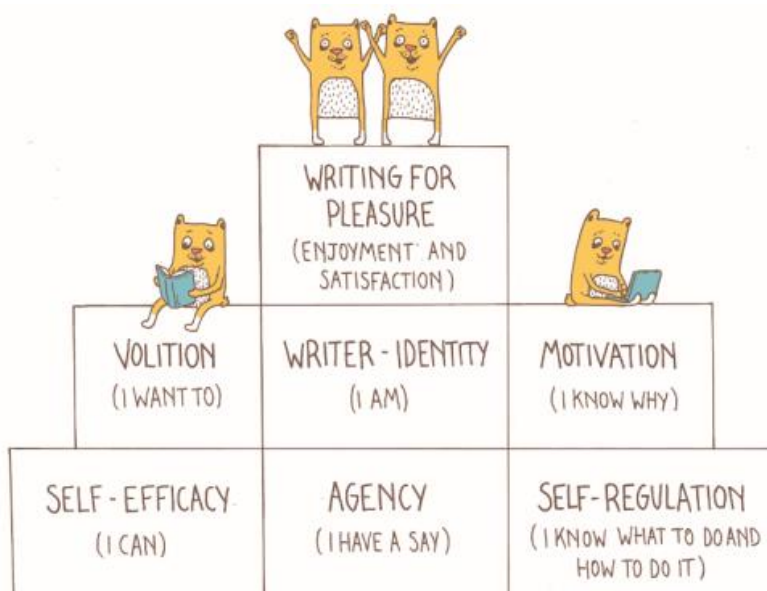 WRITING FOR
PLEASURE
(ENJOYMENT AND
SATISFACTION)
VOLITION
(I WANT TO)
WRITER-IDENTITY
(I AM)
MOTIVATION
(I KNOW WHY)
SELF-EFFICACY
(I CAN)
AGENCY
(I HAVE A SAY)
SELF-REGULATION
(I KNOW WHAT TO DO AND
HOW TO DO IT)